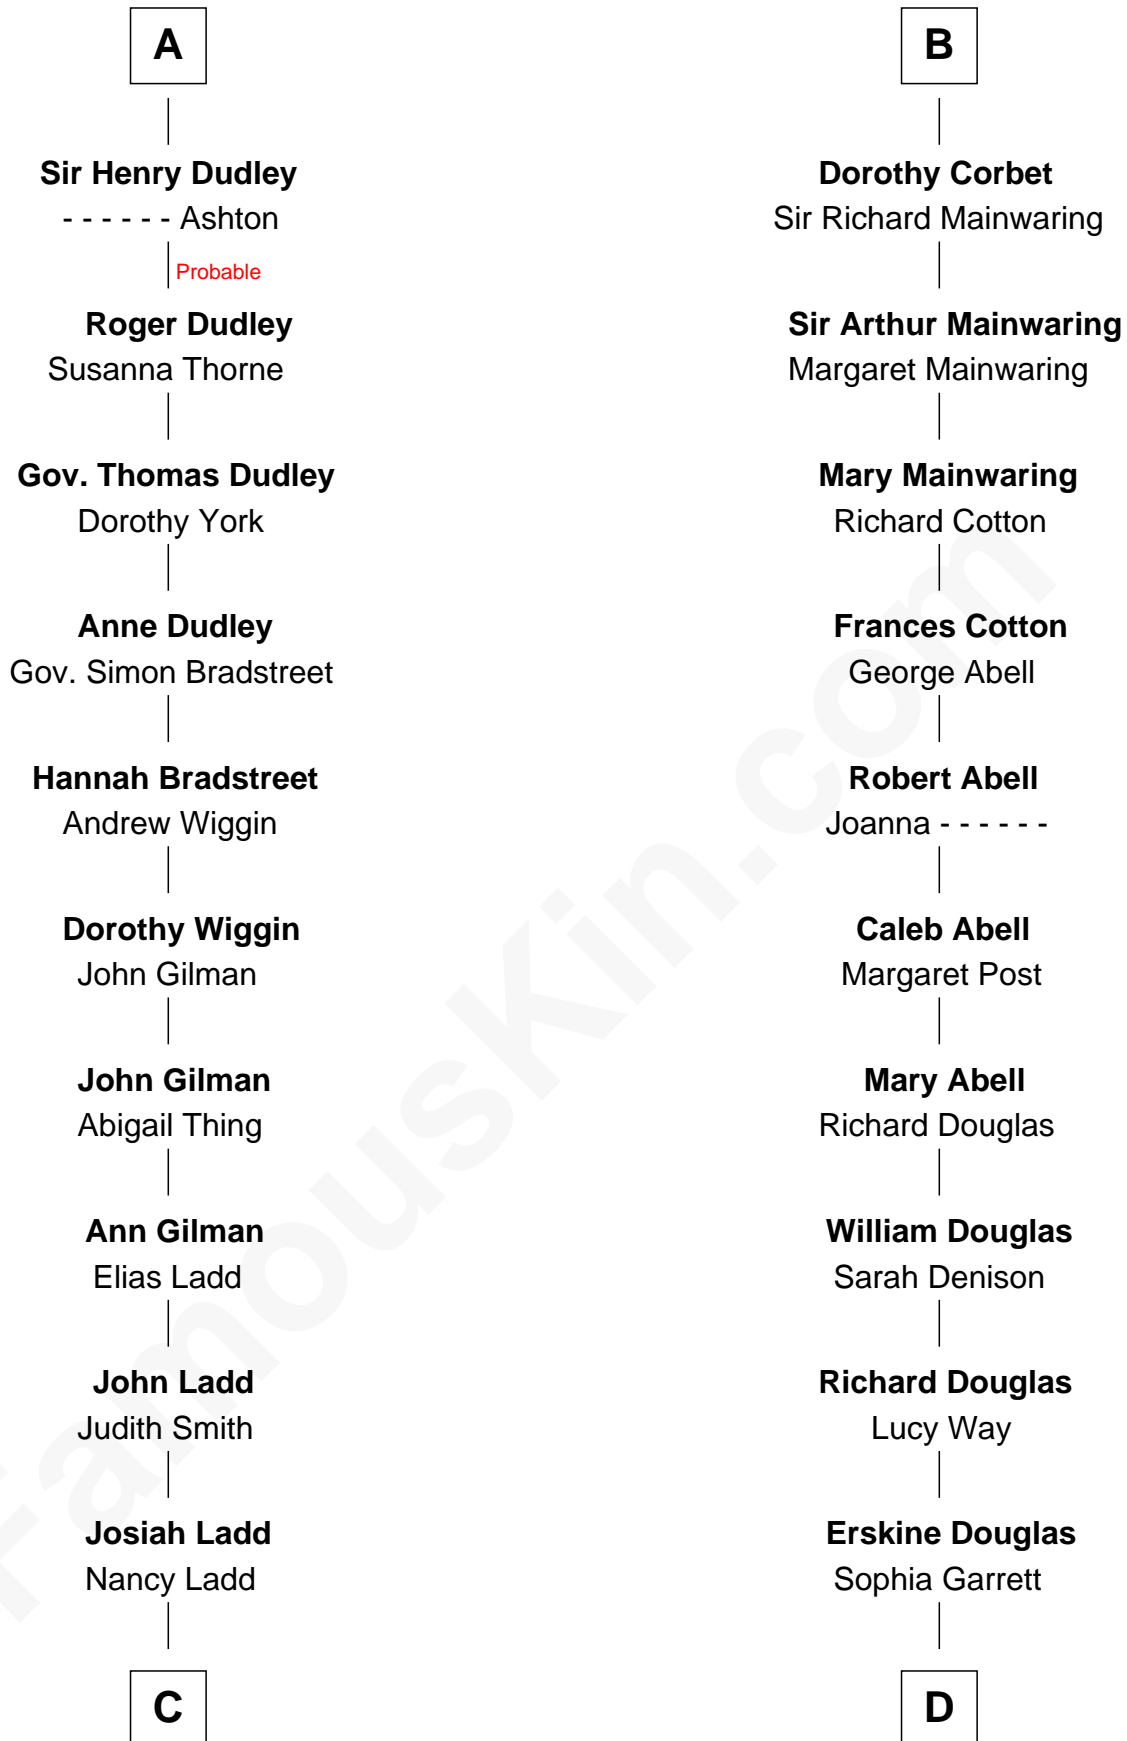 A
Sir Henry Dudley
- - - - - - Ashton
Probable
Roger Dudley
Susanna Thorne
Gov. Thomas Dudley
Dorothy York
Anne Dudley
Gov. Simon Bradstreet
Hannah Bradstreet
Andrew Wiggin
Dorothy Wiggin
John Gilman
John Gilman
Abigail Thing
Ann Gilman
Elias Ladd
John Ladd
Judith Smith
Josiah Ladd
Nancy Ladd
C
B
Dorothy Corbet
Sir Richard Mainwaring
Sir Arthur Mainwaring
Margaret Mainwaring
Mary Mainwaring
Richard Cotton
Frances Cotton
George Abell
Robert Abell
Joanna - - - - - -
Caleb Abell
Margaret Post
Mary Abell
Richard Douglas
William Douglas
Sarah Denison
Richard Douglas
Lucy Way
Erskine Douglas
Sophia Garrett
D
FamousKin.com